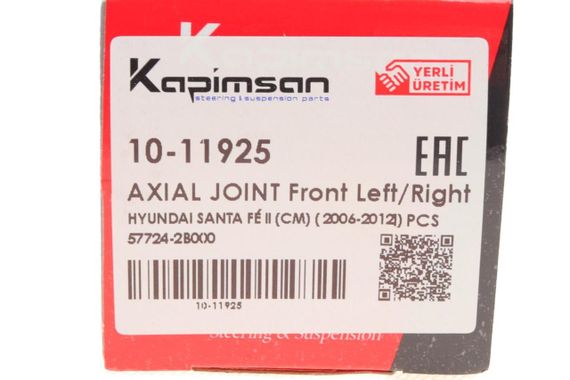 Kapimsan
steering & suspension parts
YERLİ
ÜRETİM
10-11925
EAC
AXIAL JOINT Front Left/Right
HYUNDAI SANTA FÉ II (CM) ( 2006-2012|) PCS
57724-2B000
10-11925
Steering & Suspension